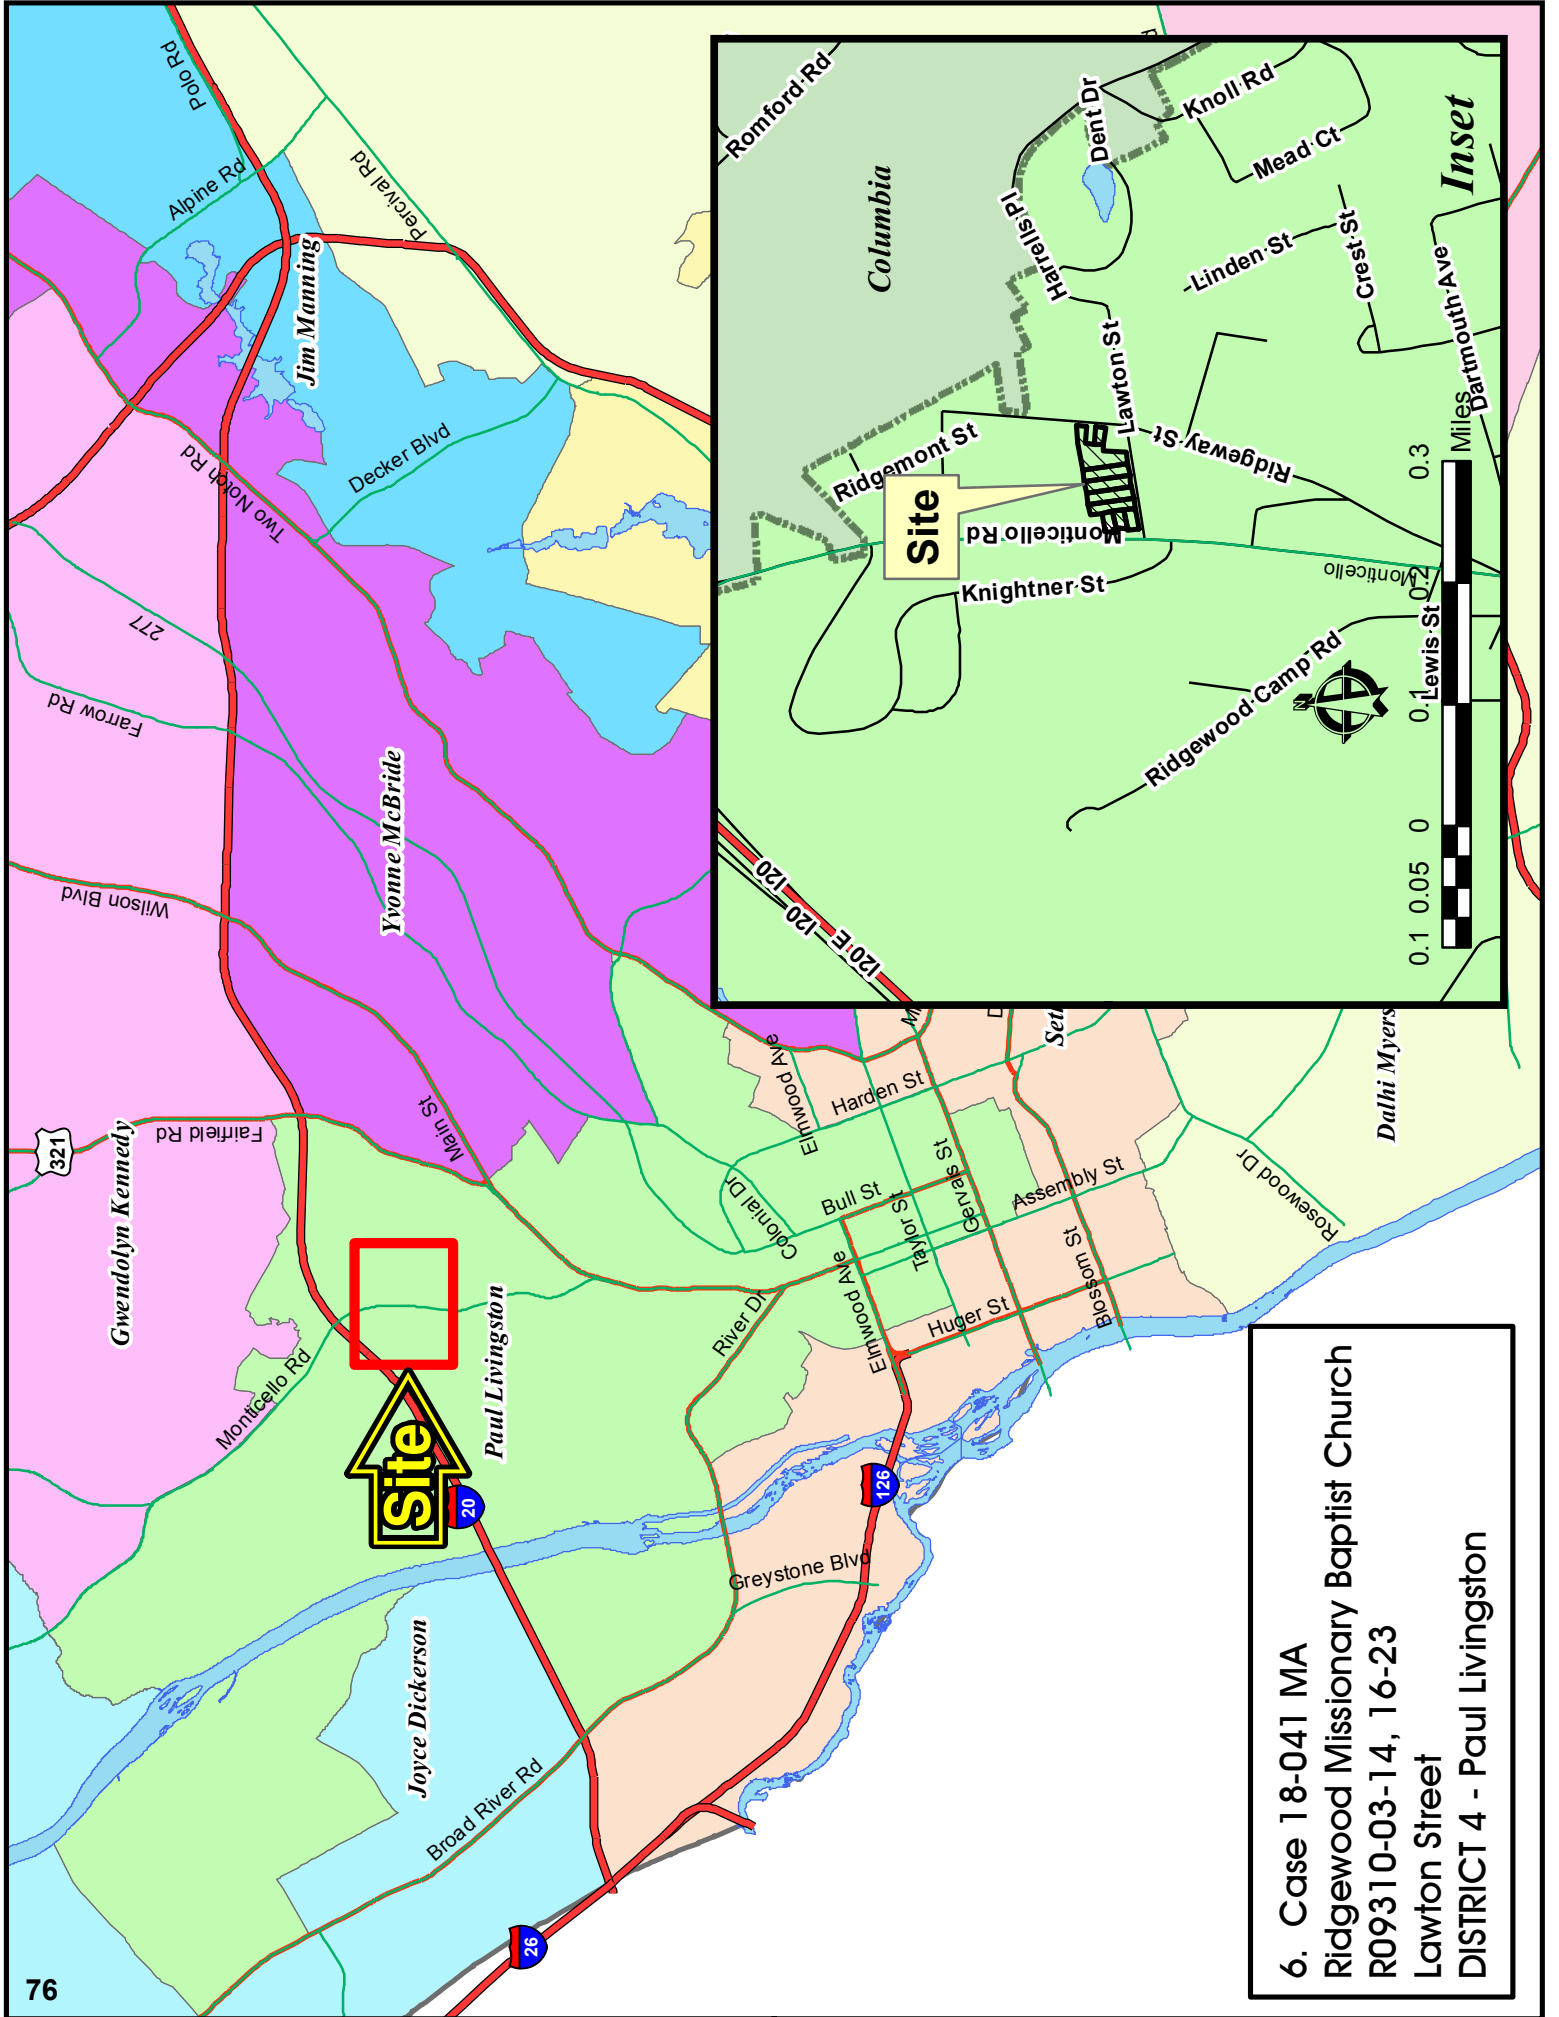 76
Polo Rd
Alpine Rd
Percival Rd
Jim Manning
Two Notch Rd
Decker Blvd
277
Farrow Rd
Yvonne McBride
Wilson Blvd
Main St
Fairfield Rd
321
Gwendolyn Kennedy
Monticello Rd
Site
20
Paul Livingston
Joyce Dickerson
Broad River Rd
26
River Dr
Colonial Dr
Elmwood Ave
Harden St
Bull St
Taylor St
Gervais St
Assembly St
Elmwood Ave
Huger St
Blossom St
126
Greystone Blvd
Rosewood Dr
Dalhi Myers
Romford Rd
Columbia
Dent Dr
Knoll Rd
Mead Ct
Inset
Harrells Pl
Linden St
Crest St
Dartmouth Ave
Lawton St
Ridgemont St
Ridgeway St
Site
Monticello Rd
Knightner St
Monticello
Lewis St
Ridgewood Camp Rd
I20
I20
I20 E
N
0.1 0.05 0 0.1 0.2 0.3
Miles
6. Case 18-041 MA
Ridgewood Missionary Baptist Church
R09310-03-14, 16-23
Lawton Street
DISTRICT 4 - Paul Livingston